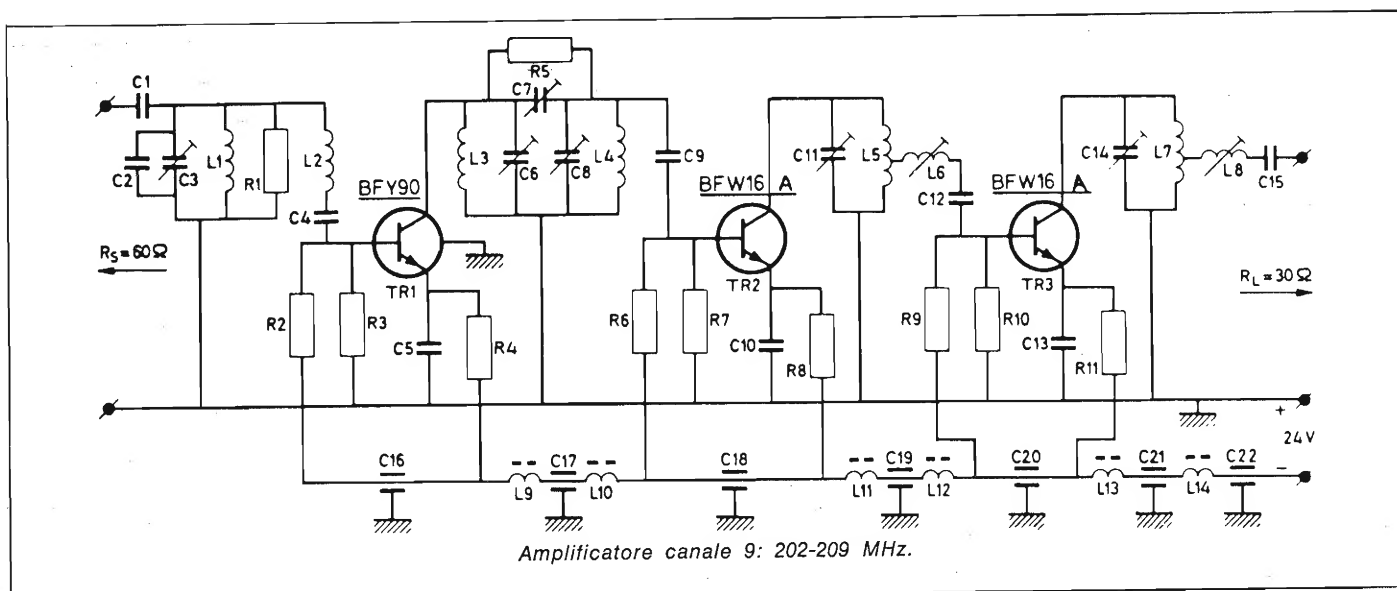 R5
C1
C7
C2
C3
L1
R1
L2
L3
C6
C8
L4
C9
C11
L5
L6
C14
L7
L8
C15
BFY90
C4
BFW16 A
C12
BFW16 A
RS=60Ω
TR1
TR2
TR3
RL=30Ω
R2
R3
C5
R4
R6
R7
C10
R8
R9
R10
C13
R11
+
24V
C16
L9
C17
L10
C18
L11
C19
L12
C20
L13
C21
L14
C22
−
Amplificatore canale 9: 202-209 MHz.